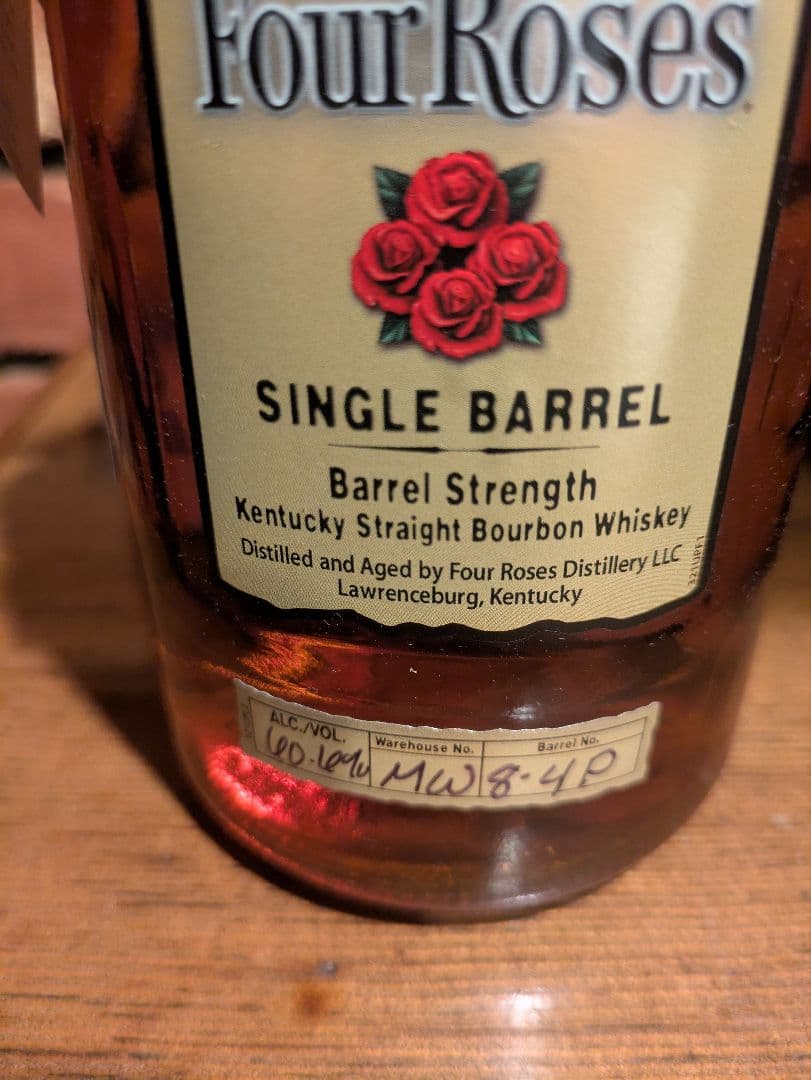 Four Roses
SINGLE BARREL
Barrel Strength
Kentucky Straight Bourbon Whiskey
Distilled and Aged by Four Roses Distillery LLC
Lawrenceburg, Kentucky
ALC./VOL. Warehouse No. Barrel No.
60.6% MW 8-4P